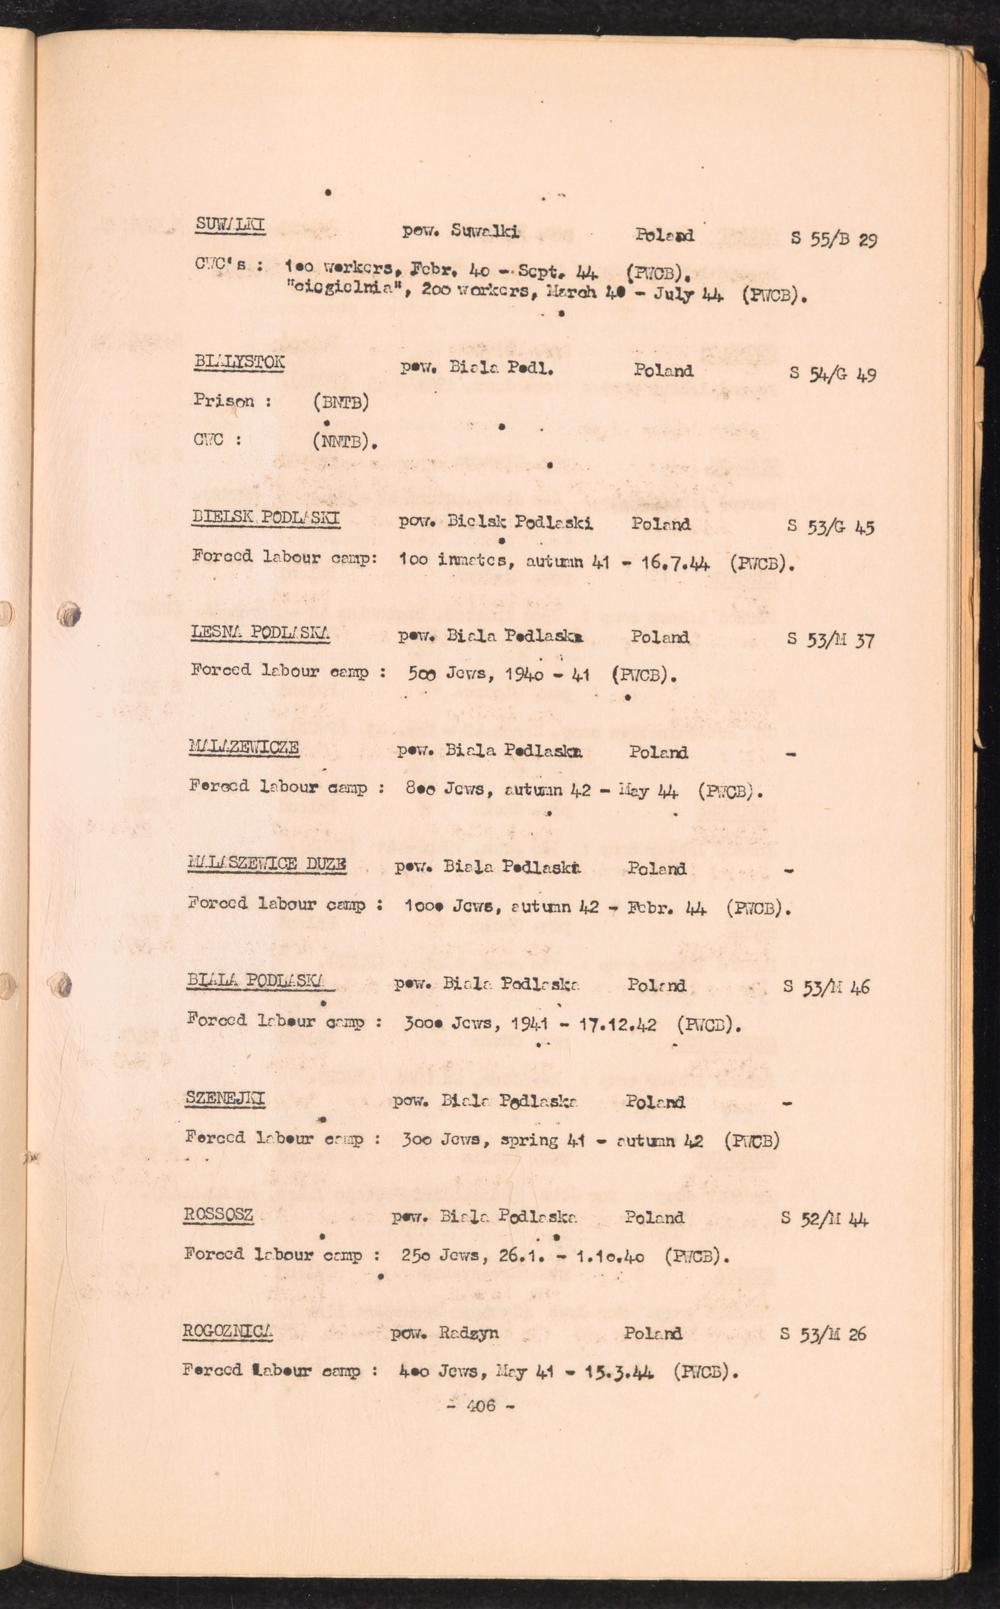 SUWALKI pow. Suwalki Poland S 55/B 29
CWC's : 100 workers, Febr. 40 - Sept. 44 (PWCB).
"ciegielnia", 200 workers, March 40 - July 44 (PWCB).
BIALYSTOK pow. Biala Podl. Poland S 54/G 49
Prison : (BNTB)
CWC : (NNTB).
BIELSK PODLASKI pow. Bielsk Podlaski Poland S 53/G 45
Forced labour camp: 100 inmates, autumn 41 - 16.7.44 (PWCB).
LESNA PODLASKA pow. Biala Podlaska Poland S 53/M 37
Forced labour camp : 500 Jews, 1940 - 41 (PWCB).
MALAZEWICZE pow. Biala Podlaska Poland -
Forced labour camp : 800 Jews, autumn 42 - May 44 (PWCB).
MALASZEWICE DUZE pow. Biala Podlaska Poland -
Forced labour camp : 1000 Jews, autumn 42 - Febr. 44 (PWCB).
BIALA PODLASKA pow. Biala Podlaska Poland S 53/M 46
Forced labour camp : 3000 Jews, 1941 - 17.12.42 (PWCB).
SZENEJKI pow. Biala Podlaska Poland -
Forced labour camp : 300 Jews, spring 41 - autumn 42 (PWCB)
ROSSOSZ pow. Biala Podlaska Poland S 52/M 44
Forced labour camp : 250 Jews, 26.1. - 1.10.40 (PWCB).
ROGOZNICA pow. Radzyn Poland S 53/M 26
Forced labour camp : 400 Jews, May 41 - 15.3.44 (PWCB).
- 406 -